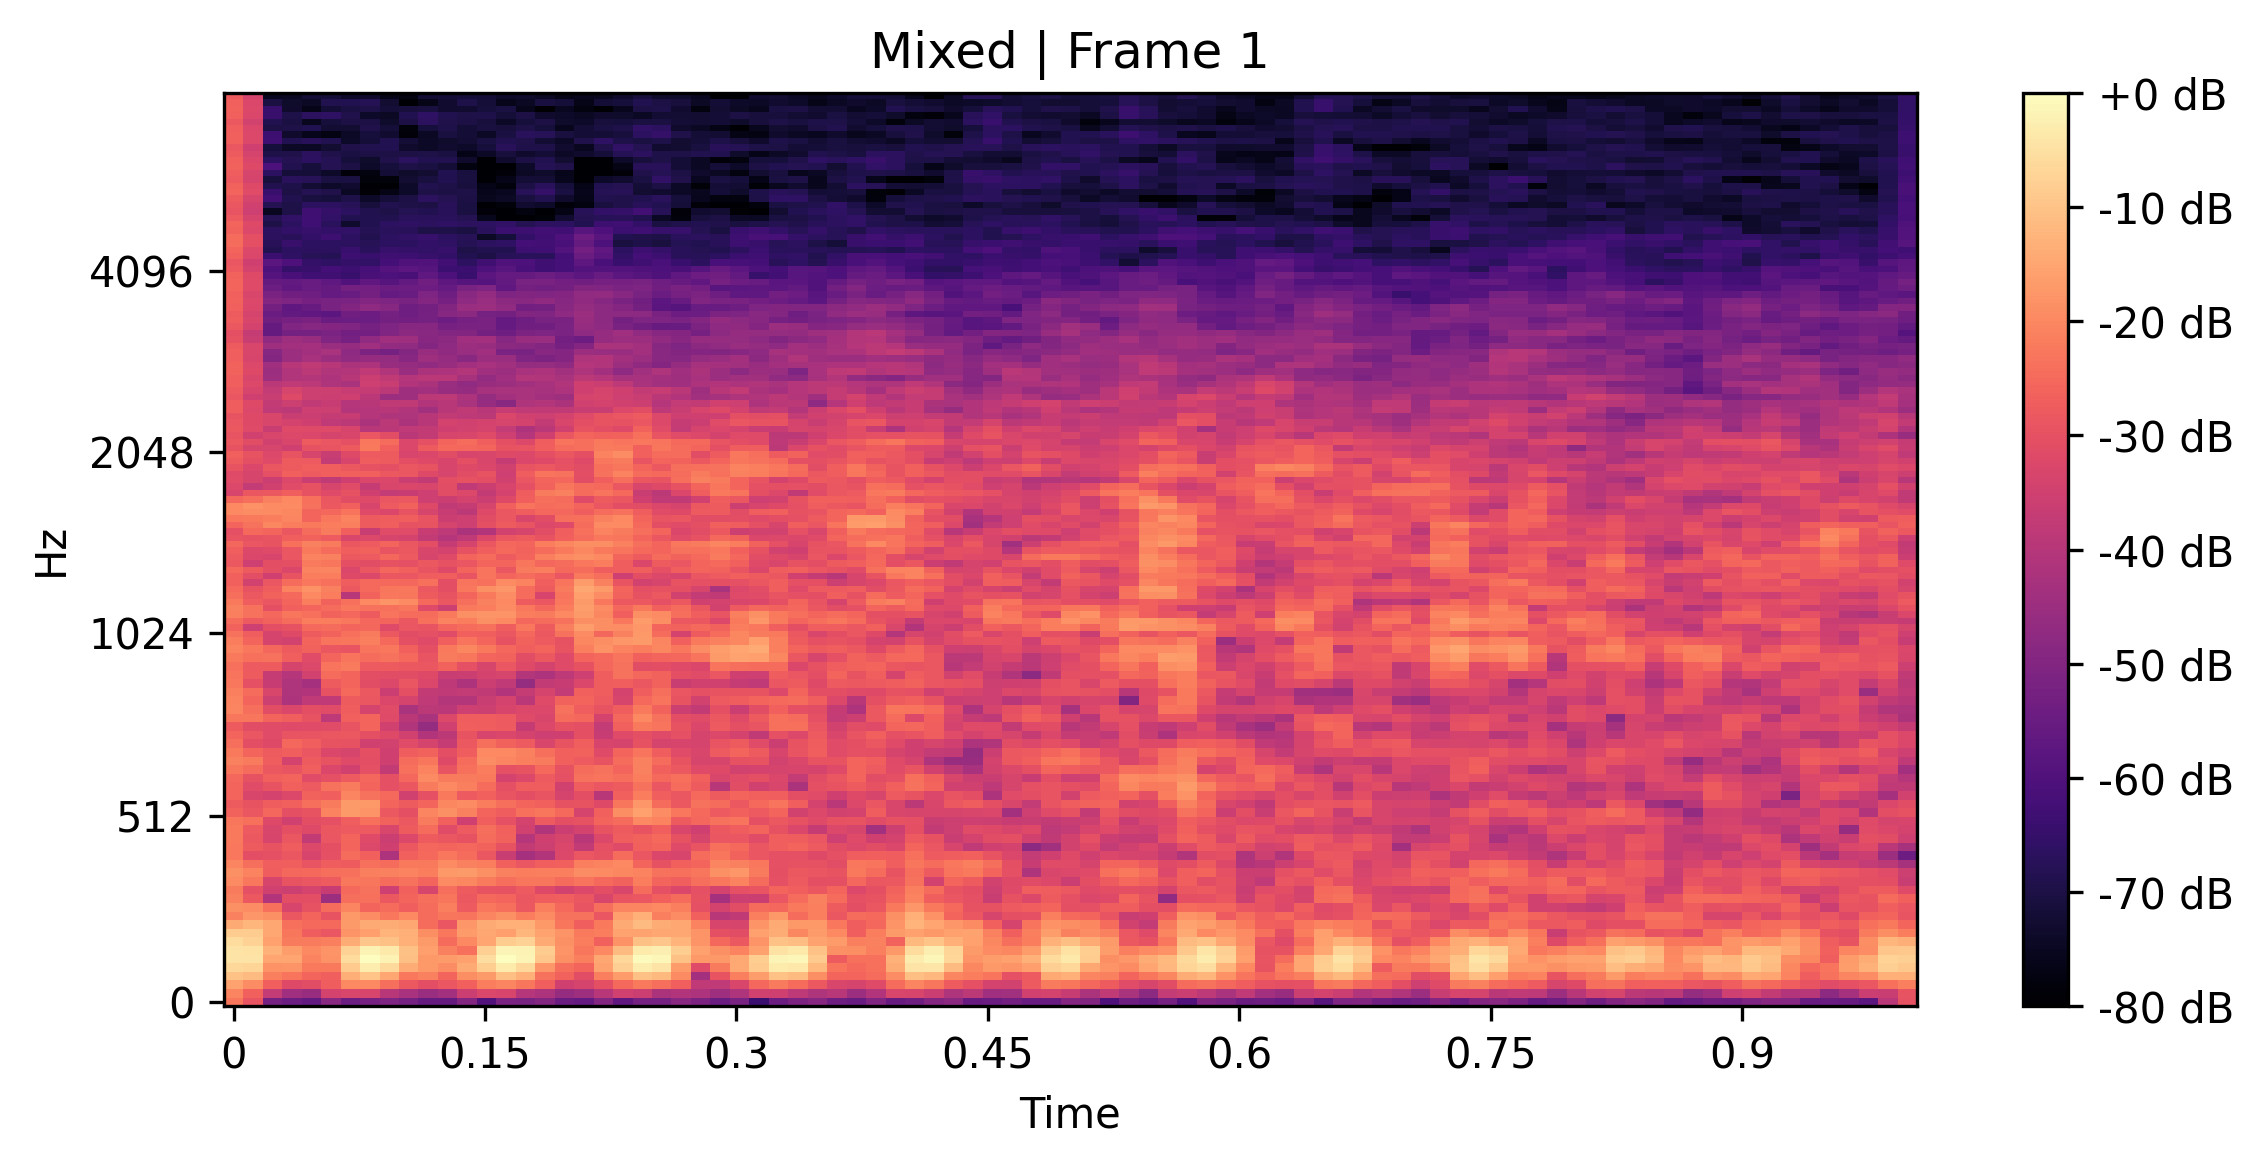 Mixed | Frame 1
+0 dB
-10 dB
-20 dB
-30 dB
-40 dB
-50 dB
-60 dB
-70 dB
-80 dB
4096
2048
1024
512
0
Hz
0 0.15 0.3 0.45 0.6 0.75 0.9
Time